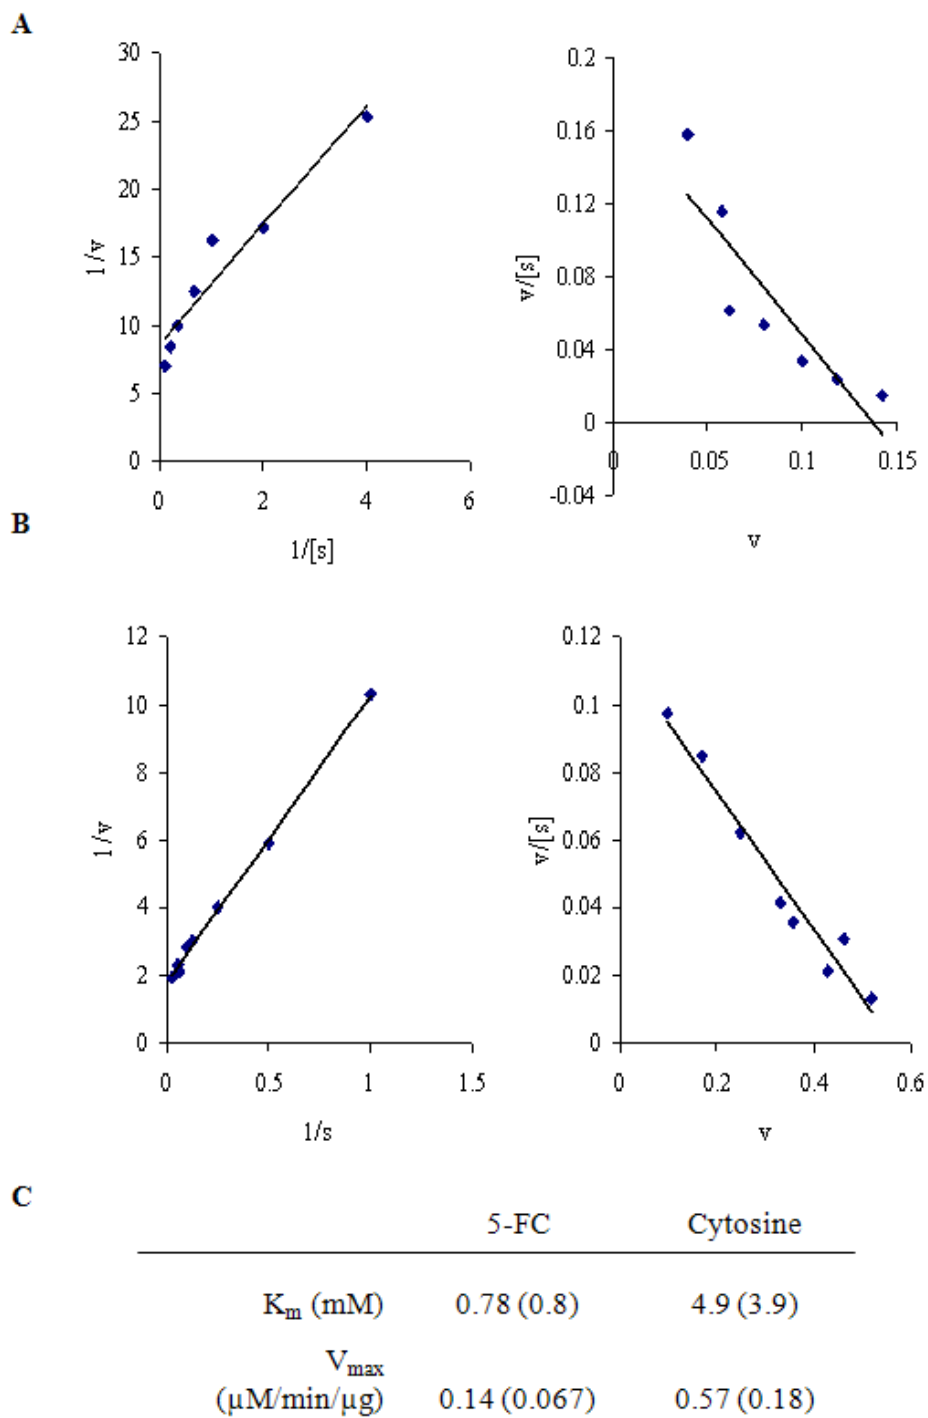 A
30
25
20
15
10
5
0
1/v
0 2 4 6
1/[s]
0.2
0.16
0.12
0.08
0.04
0
-0.04
v/[s]
0 0.05 0.1 0.15
v
B
12
10
8
6
4
2
0
1/v
0 0.5 1 1.5
1/s
0.12
0.1
0.08
0.06
0.04
0.02
0
v/[s]
0 0.2 0.4 0.6
v
C
5-FC Cytosine
Km (mM) 0.78 (0.8) 4.9 (3.9)
Vmax
(µM/min/µg) 0.14 (0.067) 0.57 (0.18)